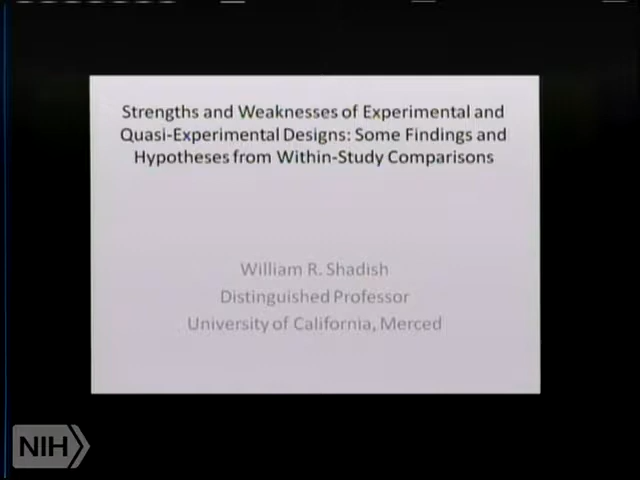 Strengths and Weaknesses of Experimental and
Quasi-Experimental Designs: Some Findings and
Hypotheses from Within-Study Comparisons
William R. Shadish
Distinguished Professor
University of California, Merced
NIH